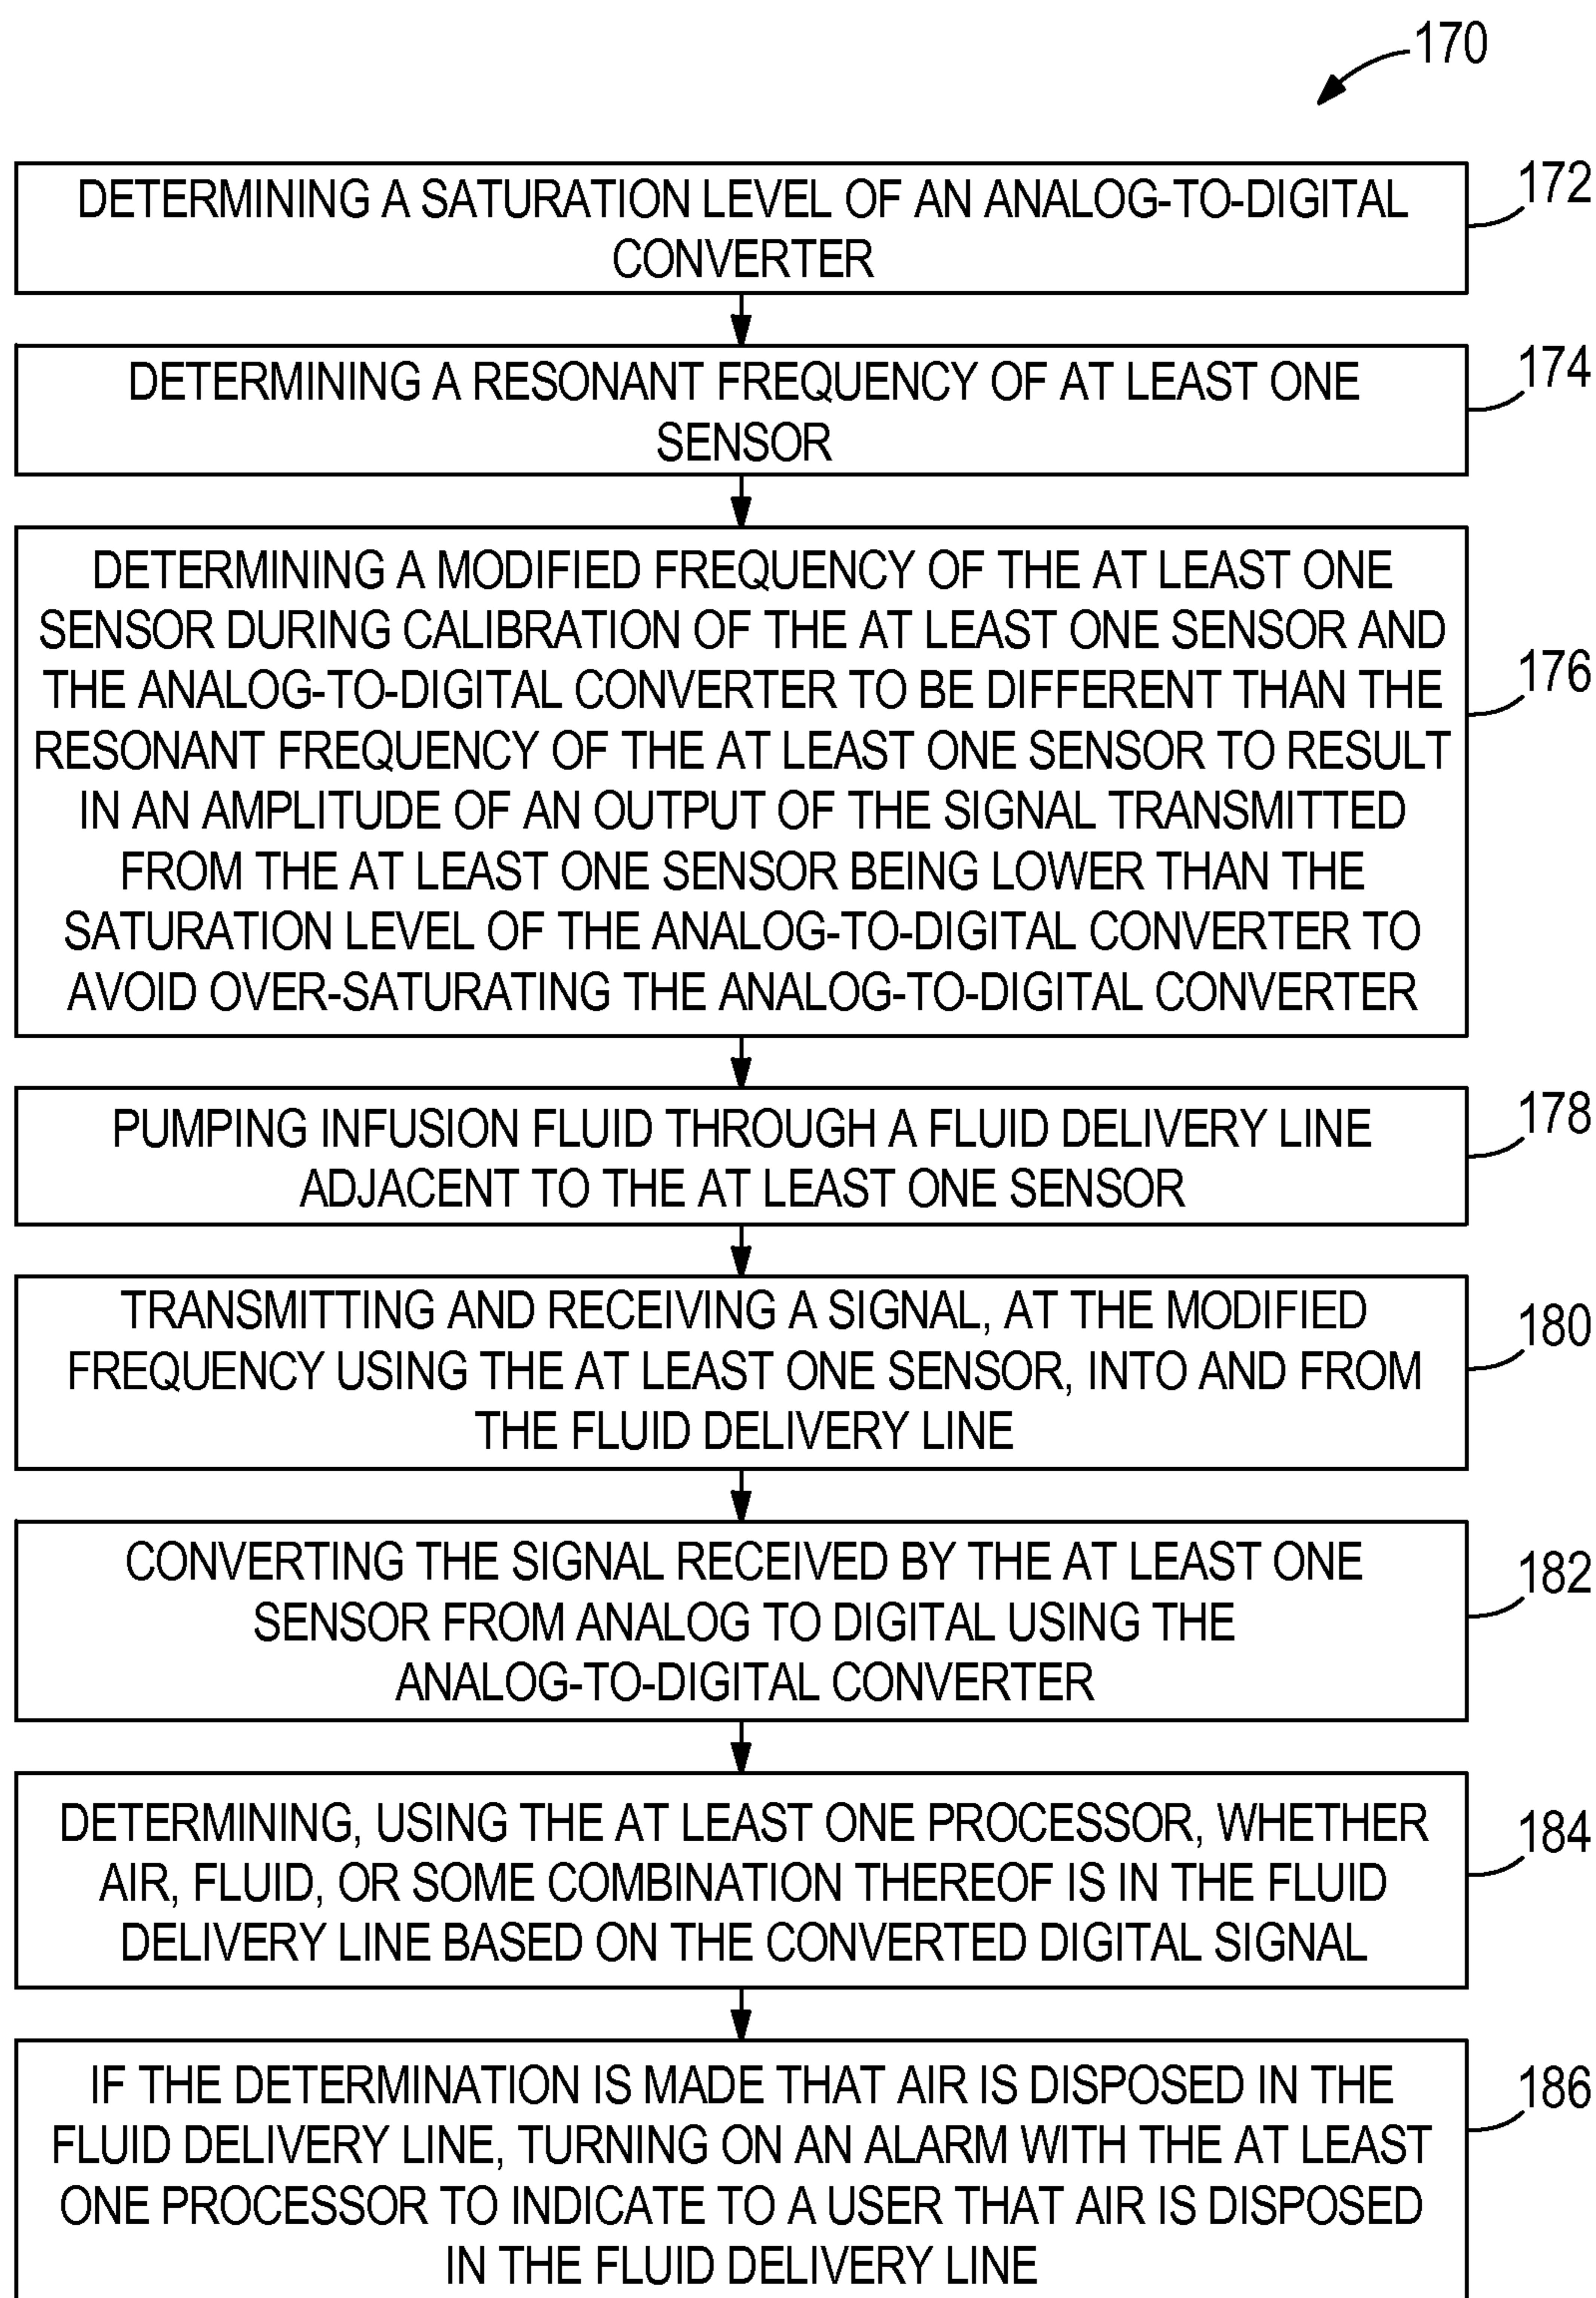 170
DETERMINING A SATURATION LEVEL OF AN ANALOG-TO-DIGITAL
CONVERTER
172
DETERMINING A RESONANT FREQUENCY OF AT LEAST ONE
SENSOR
174
DETERMINING A MODIFIED FREQUENCY OF THE AT LEAST ONE
SENSOR DURING CALIBRATION OF THE AT LEAST ONE SENSOR AND
THE ANALOG-TO-DIGITAL CONVERTER TO BE DIFFERENT THAN THE
RESONANT FREQUENCY OF THE AT LEAST ONE SENSOR TO RESULT
IN AN AMPLITUDE OF AN OUTPUT OF THE SIGNAL TRANSMITTED
FROM THE AT LEAST ONE SENSOR BEING LOWER THAN THE
SATURATION LEVEL OF THE ANALOG-TO-DIGITAL CONVERTER TO
AVOID OVER-SATURATING THE ANALOG-TO-DIGITAL CONVERTER
176
PUMPING INFUSION FLUID THROUGH A FLUID DELIVERY LINE
ADJACENT TO THE AT LEAST ONE SENSOR
178
TRANSMITTING AND RECEIVING A SIGNAL, AT THE MODIFIED
FREQUENCY USING THE AT LEAST ONE SENSOR, INTO AND FROM
THE FLUID DELIVERY LINE
180
CONVERTING THE SIGNAL RECEIVED BY THE AT LEAST ONE
SENSOR FROM ANALOG TO DIGITAL USING THE
ANALOG-TO-DIGITAL CONVERTER
182
DETERMINING, USING THE AT LEAST ONE PROCESSOR, WHETHER
AIR, FLUID, OR SOME COMBINATION THEREOF IS IN THE FLUID
DELIVERY LINE BASED ON THE CONVERTED DIGITAL SIGNAL
184
IF THE DETERMINATION IS MADE THAT AIR IS DISPOSED IN THE
FLUID DELIVERY LINE, TURNING ON AN ALARM WITH THE AT LEAST
ONE PROCESSOR TO INDICATE TO A USER THAT AIR IS DISPOSED
IN THE FLUID DELIVERY LINE
186